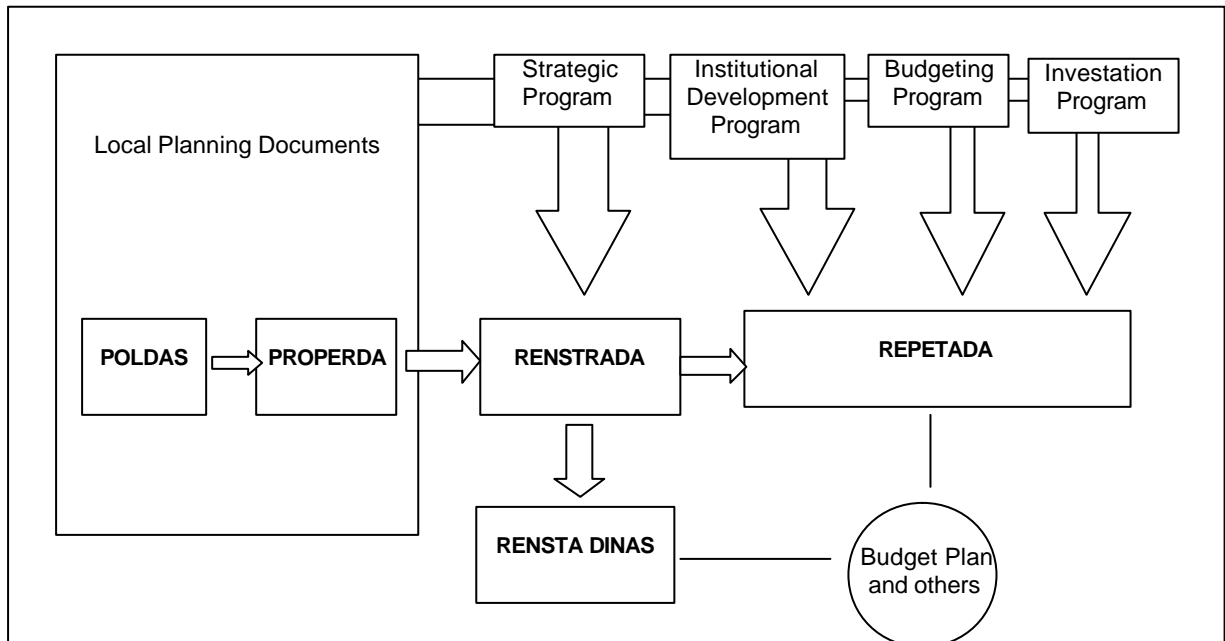 Strategic
Program
Institutional
Development
Program
Budgeting
Program
Investation
Program
Local Planning Documents
POLDAS
PROPERDA
RENSTRADA
REPETADA
RENSTA DINAS
Budget Plan
and others